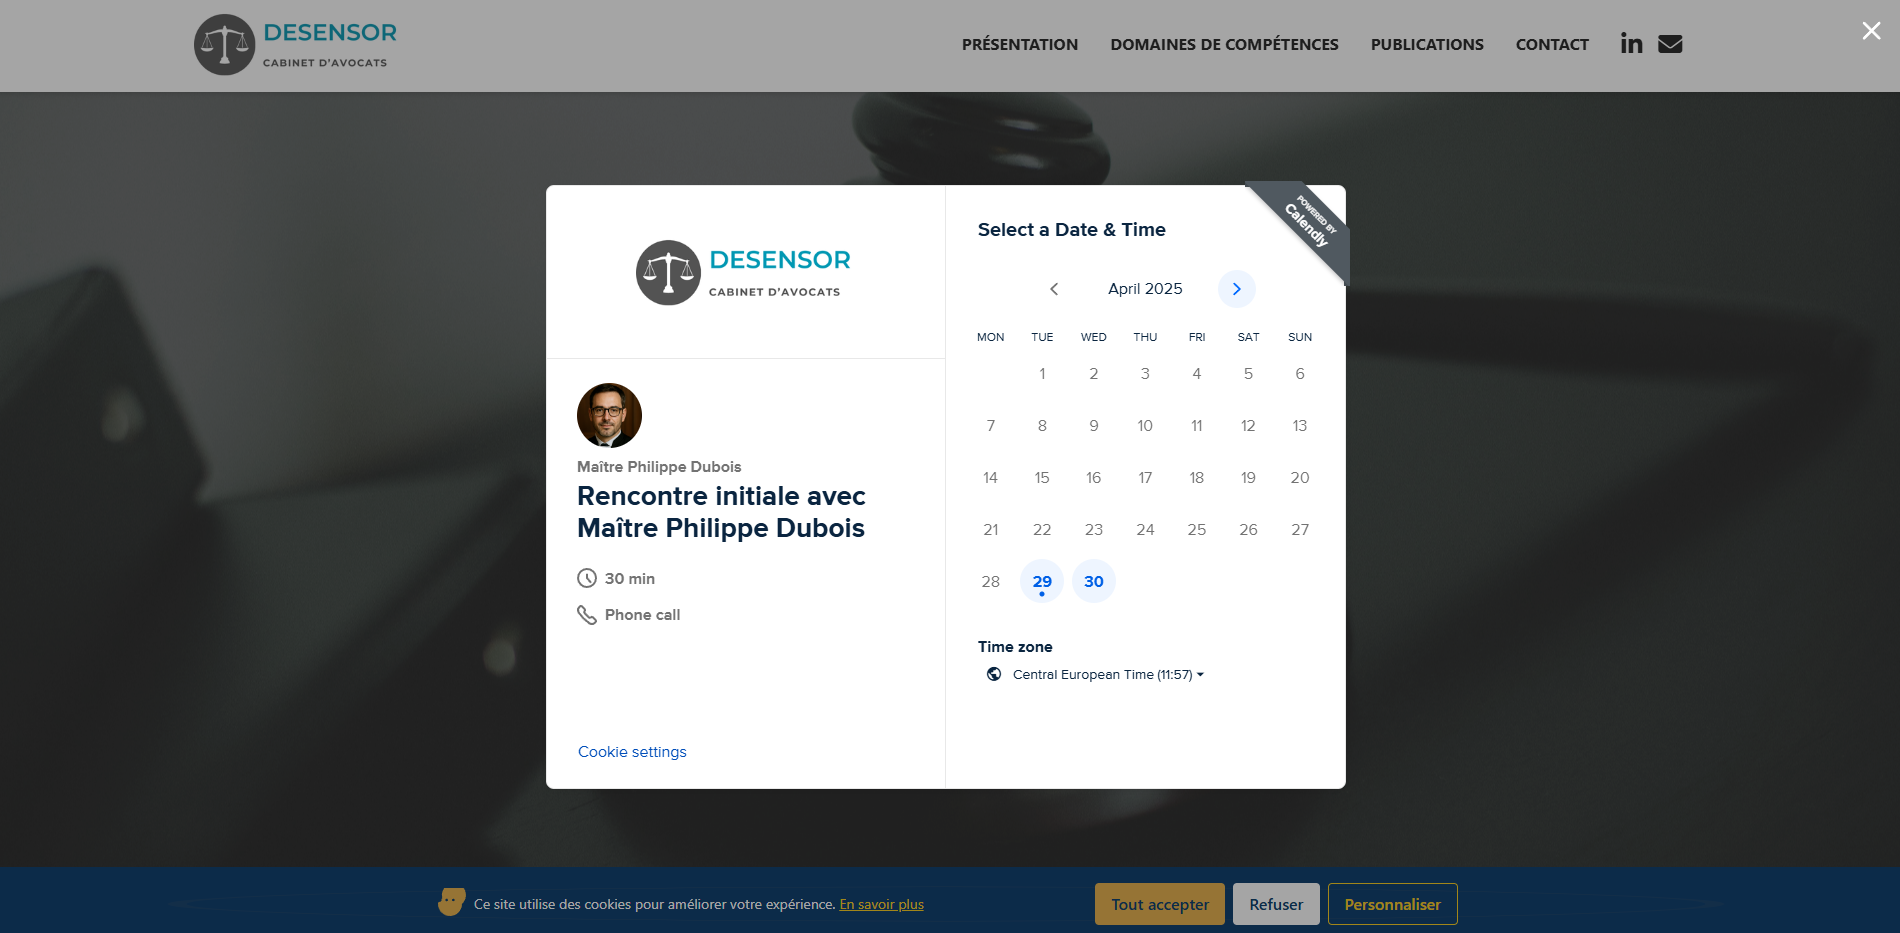 DESENSOR
CABINET D'AVOCATS
PRÉSENTATION
DOMAINES DE COMPÉTENCES
PUBLICATIONS
CONTACT
in
DESENSOR
CABINET D'AVOCATS
Maître Philippe Dubois
Rencontre initiale avec
Maître Philippe Dubois
30 min
Phone call
Cookie settings
POWERED BY
Calendly
Select a Date & Time
April 2025
MON TUE WED THU FRI SAT SUN
1 2 3 4 5 6
7 8 9 10 11 12 13
14 15 16 17 18 19 20
21 22 23 24 25 26 27
28 29 30
Time zone
Central European Time (11:57)
Ce site utilise des cookies pour améliorer votre expérience. En savoir plus
Tout accepter
Refuser
Personnaliser